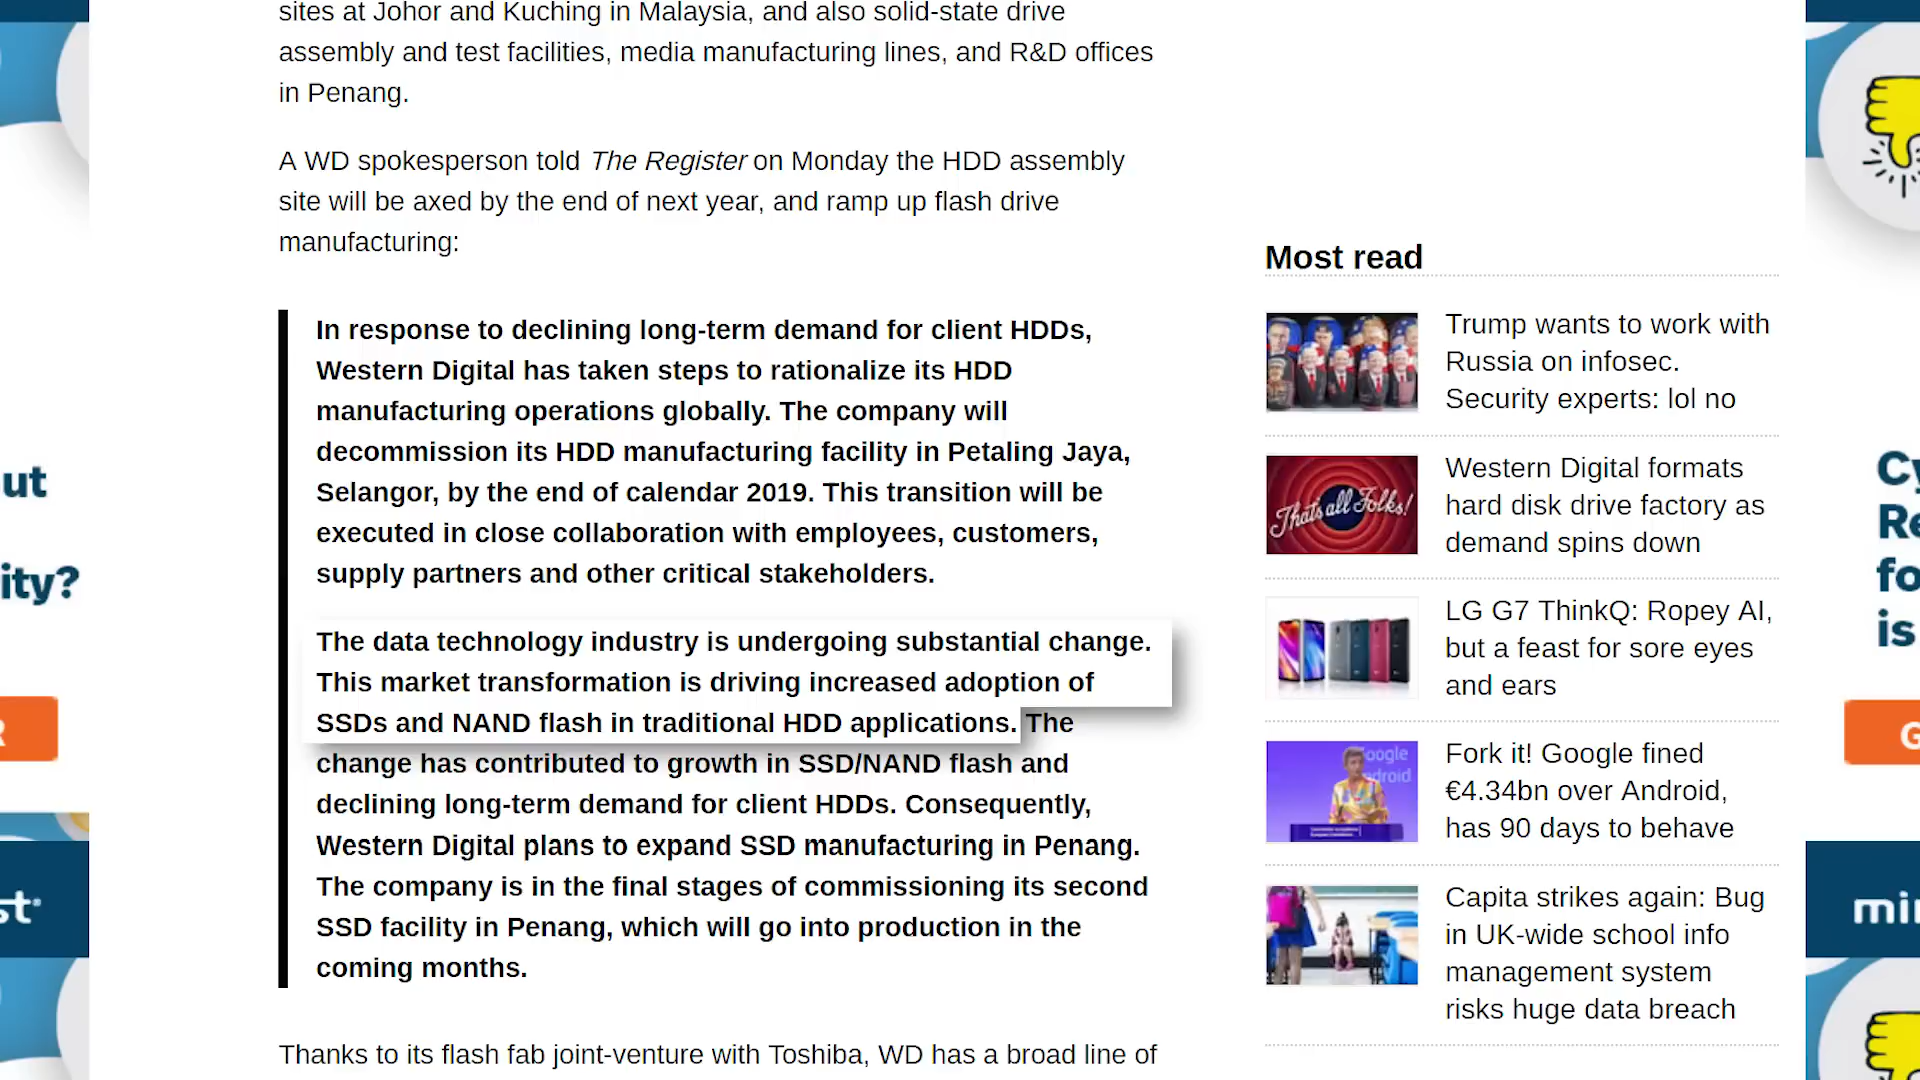 sites at Johor and Kuching in Malaysia, and also solid-state drive
assembly and test facilities, media manufacturing lines, and R&D offices
in Penang.
A WD spokesperson told The Register on Monday the HDD assembly
site will be axed by the end of next year, and ramp up flash drive
manufacturing:
In response to declining long-term demand for client HDDs,
Western Digital has taken steps to rationalize its HDD
manufacturing operations globally. The company will
decommission its HDD manufacturing facility in Petaling Jaya,
Selangor, by the end of calendar 2019. This transition will be
executed in close collaboration with employees, customers,
supply partners and other critical stakeholders.
The data technology industry is undergoing substantial change.
This market transformation is driving increased adoption of
SSDs and NAND flash in traditional HDD applications. The
change has contributed to growth in SSD/NAND flash and
declining long-term demand for client HDDs. Consequently,
Western Digital plans to expand SSD manufacturing in Penang.
The company is in the final stages of commissioning its second
SSD facility in Penang, which will go into production in the
coming months.
Thanks to its flash fab joint-venture with Toshiba, WD has a broad line of
Most read
Trump wants to work with
Russia on infosec.
Security experts: lol no
That's all Folks!
Western Digital formats
hard disk drive factory as
demand spins down
LG G7 ThinkQ: Ropey AI,
but a feast for sore eyes
and ears
oogle
droid
Fork it! Google fined
€4.34bn over Android,
has 90 days to behave
Capita strikes again: Bug
in UK-wide school info
management system
risks huge data breach
ut
ity?
R
st
Cy
Re
fo
is
G
mi